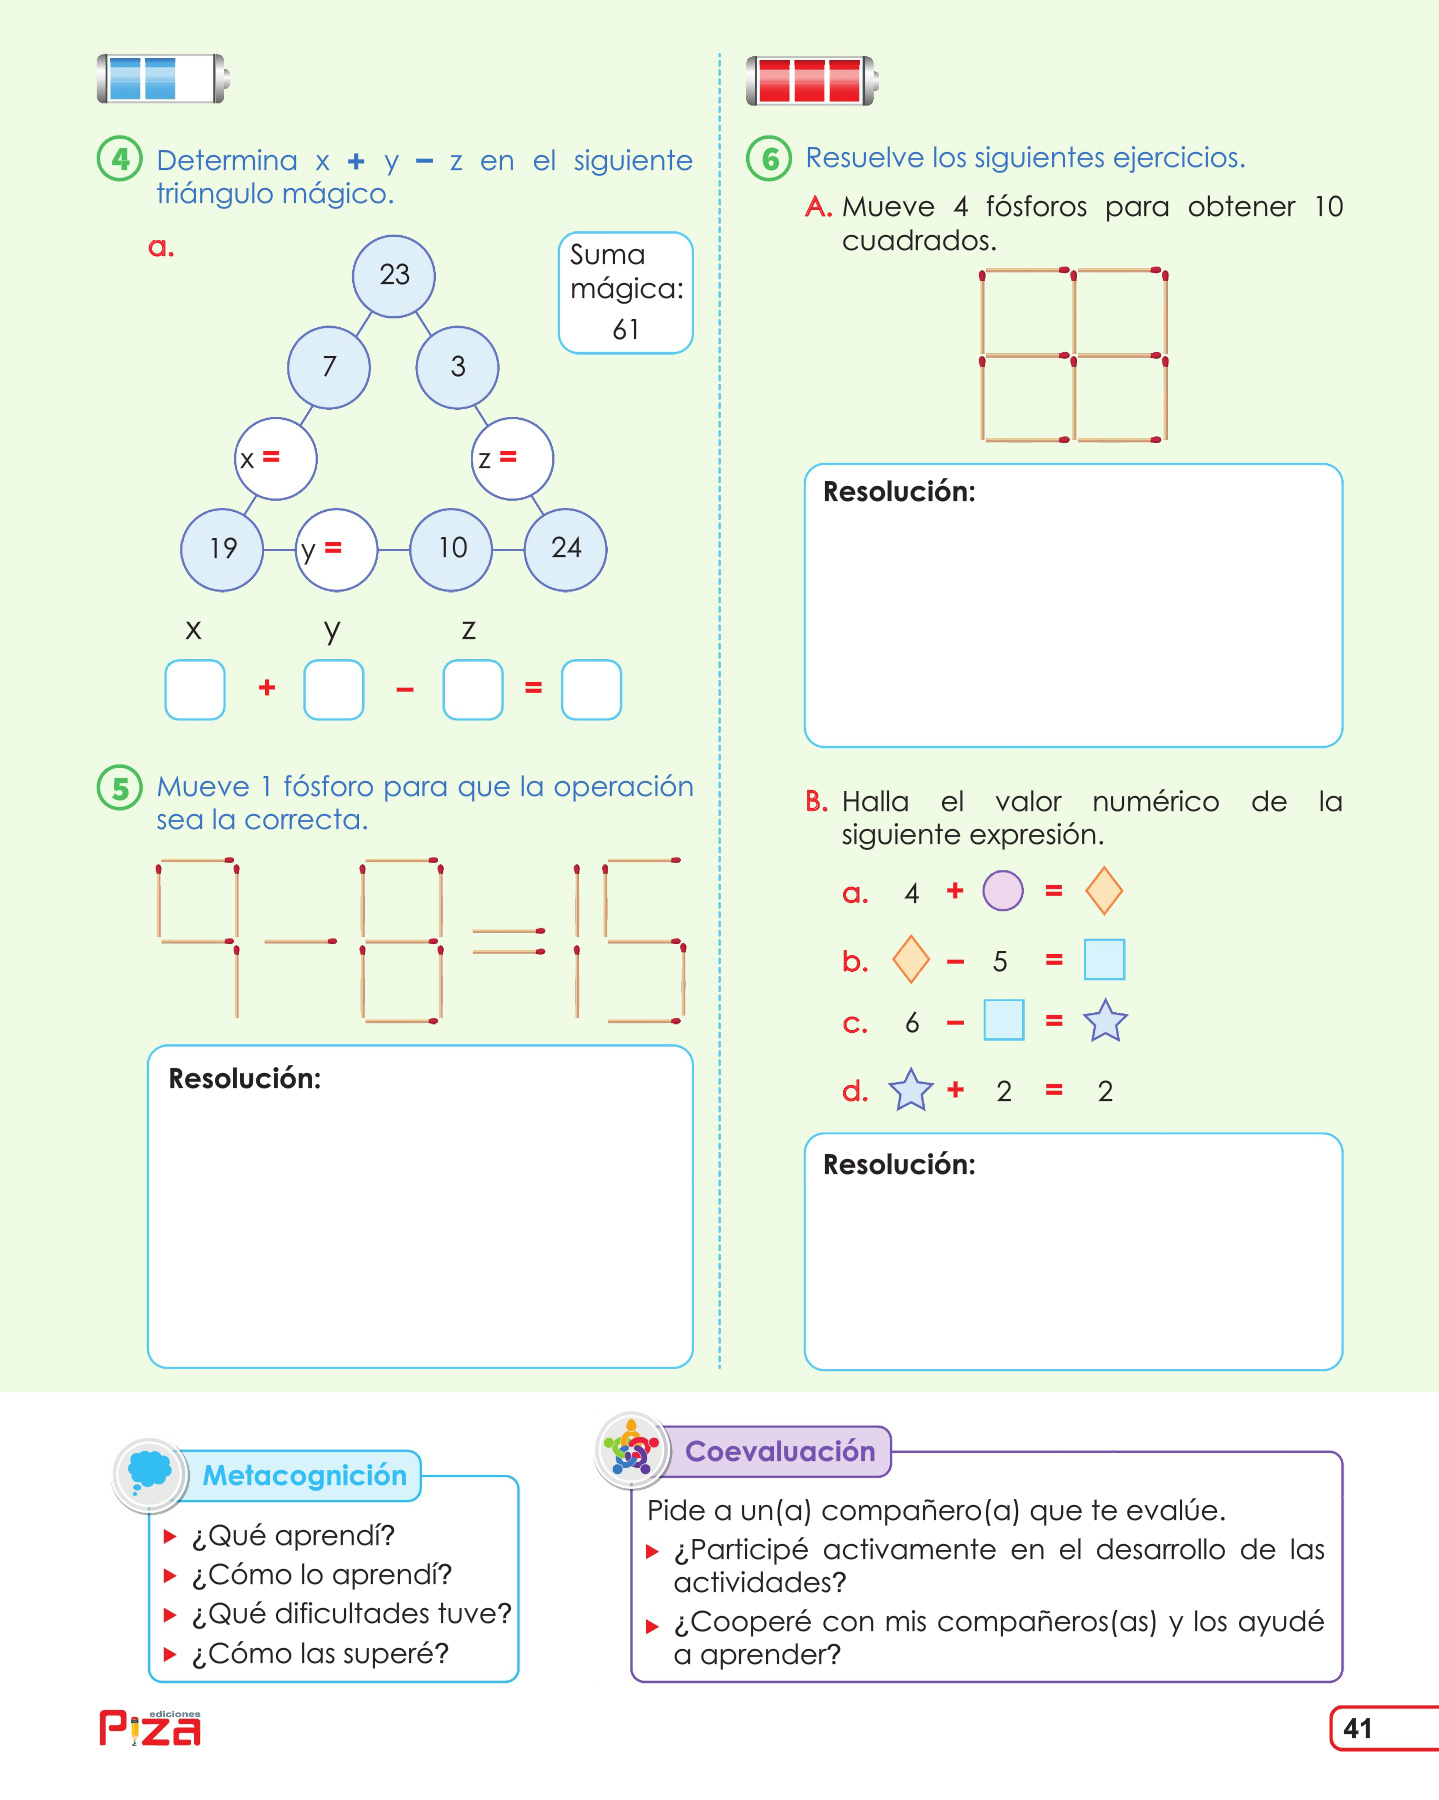 4 Determina x + y − z en el siguiente
triángulo mágico.
a.
23
Suma
mágica:
61
7
3
x =
z =
19
y =
10
24
x y z
+ − =
5 Mueve 1 fósforo para que la operación
sea la correcta.
9 − 8 = 15
Resolución:
6 Resuelve los siguientes ejercicios.
A. Mueve 4 fósforos para obtener 10
cuadrados.
Resolución:
B. Halla el valor numérico de la
siguiente expresión.
a. 4 + =
b. − 5 =
c. 6 − =
d. + 2 = 2
Resolución:
Metacognición
¿Qué aprendí?
¿Cómo lo aprendí?
¿Qué dificultades tuve?
¿Cómo las superé?
Coevaluación
Pide a un(a) compañero(a) que te evalúe.
¿Participé activamente en el desarrollo de las
actividades?
¿Cooperé con mis compañeros(as) y los ayudé
a aprender?
ediciones
Piza
41